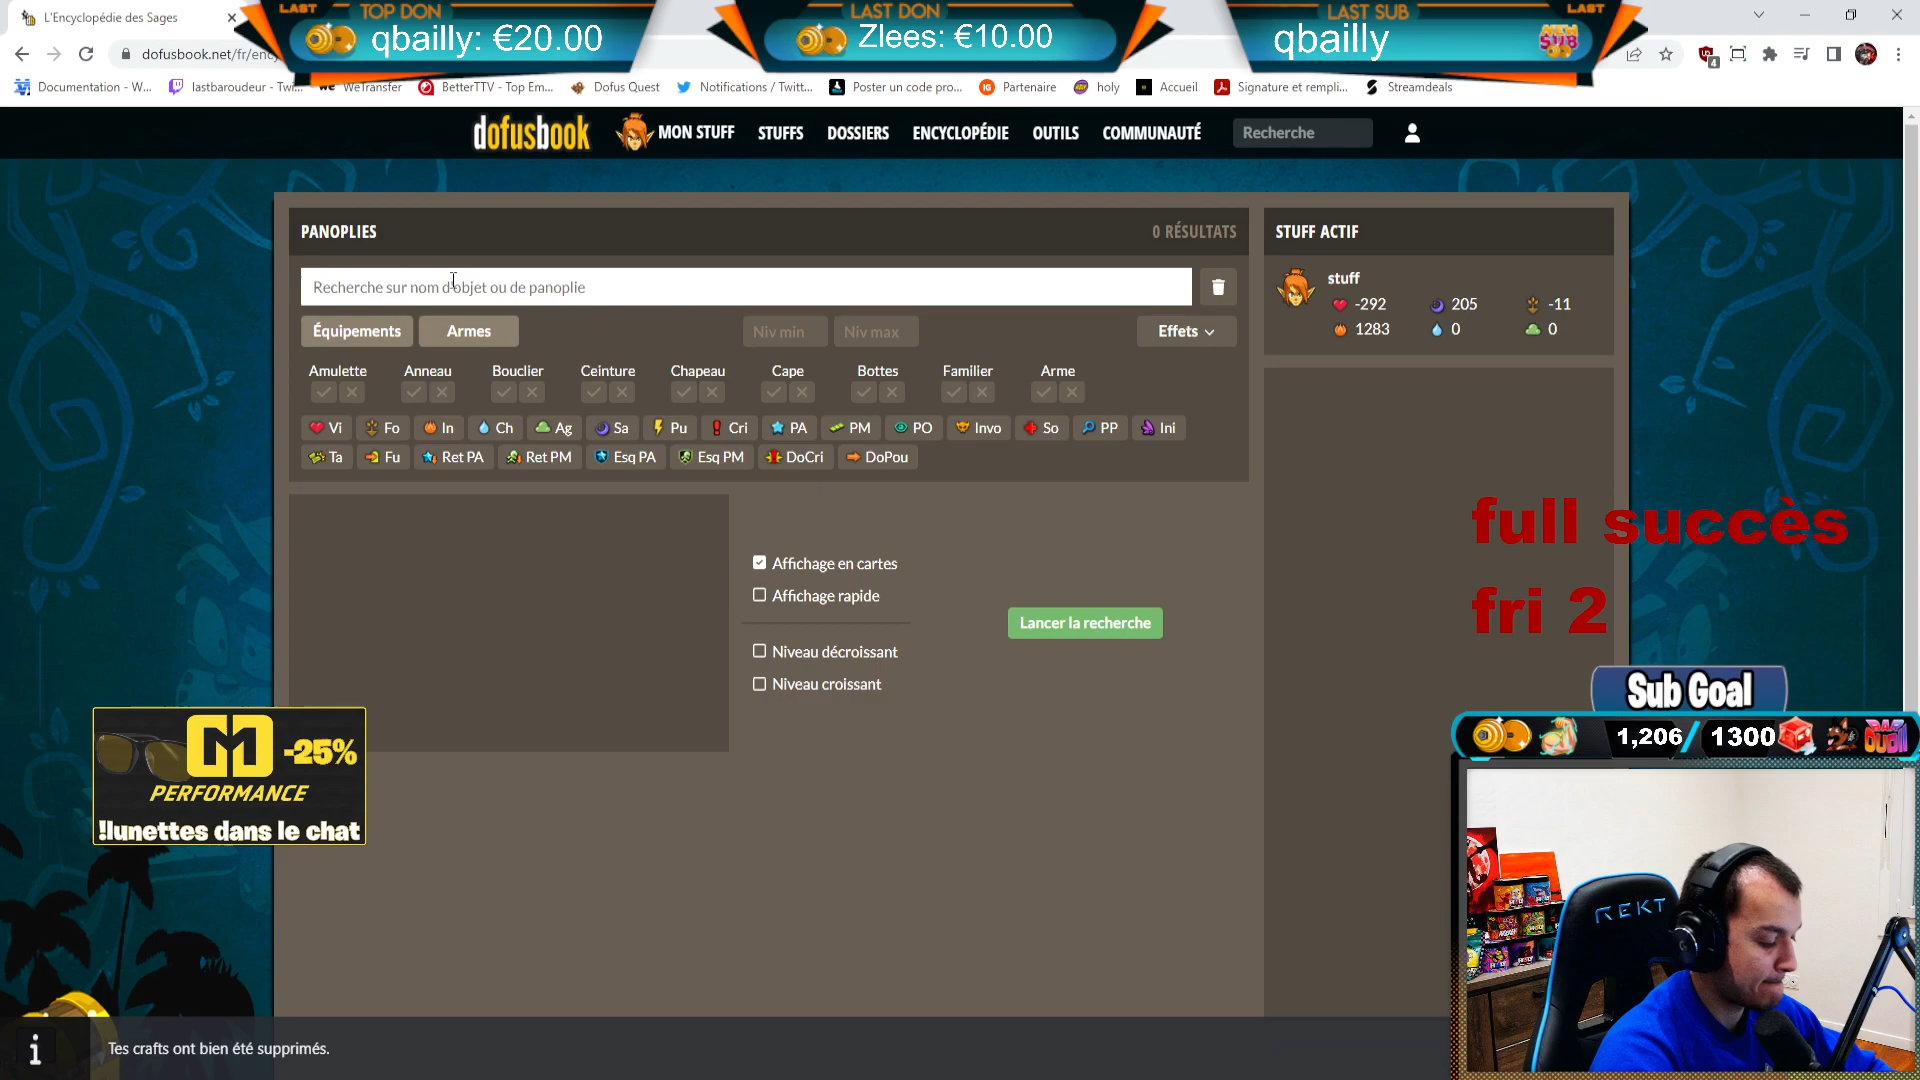 L'Encyclopédie des Sages
LAST TOP DON
qbailly: €20.00
LAST DON
Zlees: €10.00
LAST SUB LAST
qbailly
NEW SUB
dofusbook.net/fr/ency
4
Documentation - W...
lastbaroudeur - Twi...
WeTransfer
BetterTTV - Top Em...
Dofus Quest
Notifications / Twitt...
Poster un code pro...
Partenaire
holy
Accueil
Signature et rempli...
Streamdeals
dofusbook
MON STUFF
STUFFS
DOSSIERS
ENCYCLOPÉDIE
OUTILS
COMMUNAUTÉ
Recherche
PANOPLIES
0 RÉSULTATS
Recherche sur nom d'objet ou de panoplie
Équipements
Armes
Niv min
Niv max
Effets
Amulette
Anneau
Bouclier
Ceinture
Chapeau
Cape
Bottes
Familier
Arme
Vi
Fo
In
Ch
Ag
Sa
Pu
Cri
PA
PM
PO
Invo
So
PP
Ini
Ta
Fu
Ret PA
Ret PM
Esq PA
Esq PM
DoCri
DoPou
STUFF ACTIF
stuff
-292
205
-11
1283
0
0
Affichage en cartes
Affichage rapide
Niveau décroissant
Niveau croissant
Lancer la recherche
full succès
fri 2
Sub Goal
1,206 / 1300
-25%
PERFORMANCE
!lunettes dans le chat
REKT
Tes crafts ont bien été supprimés.